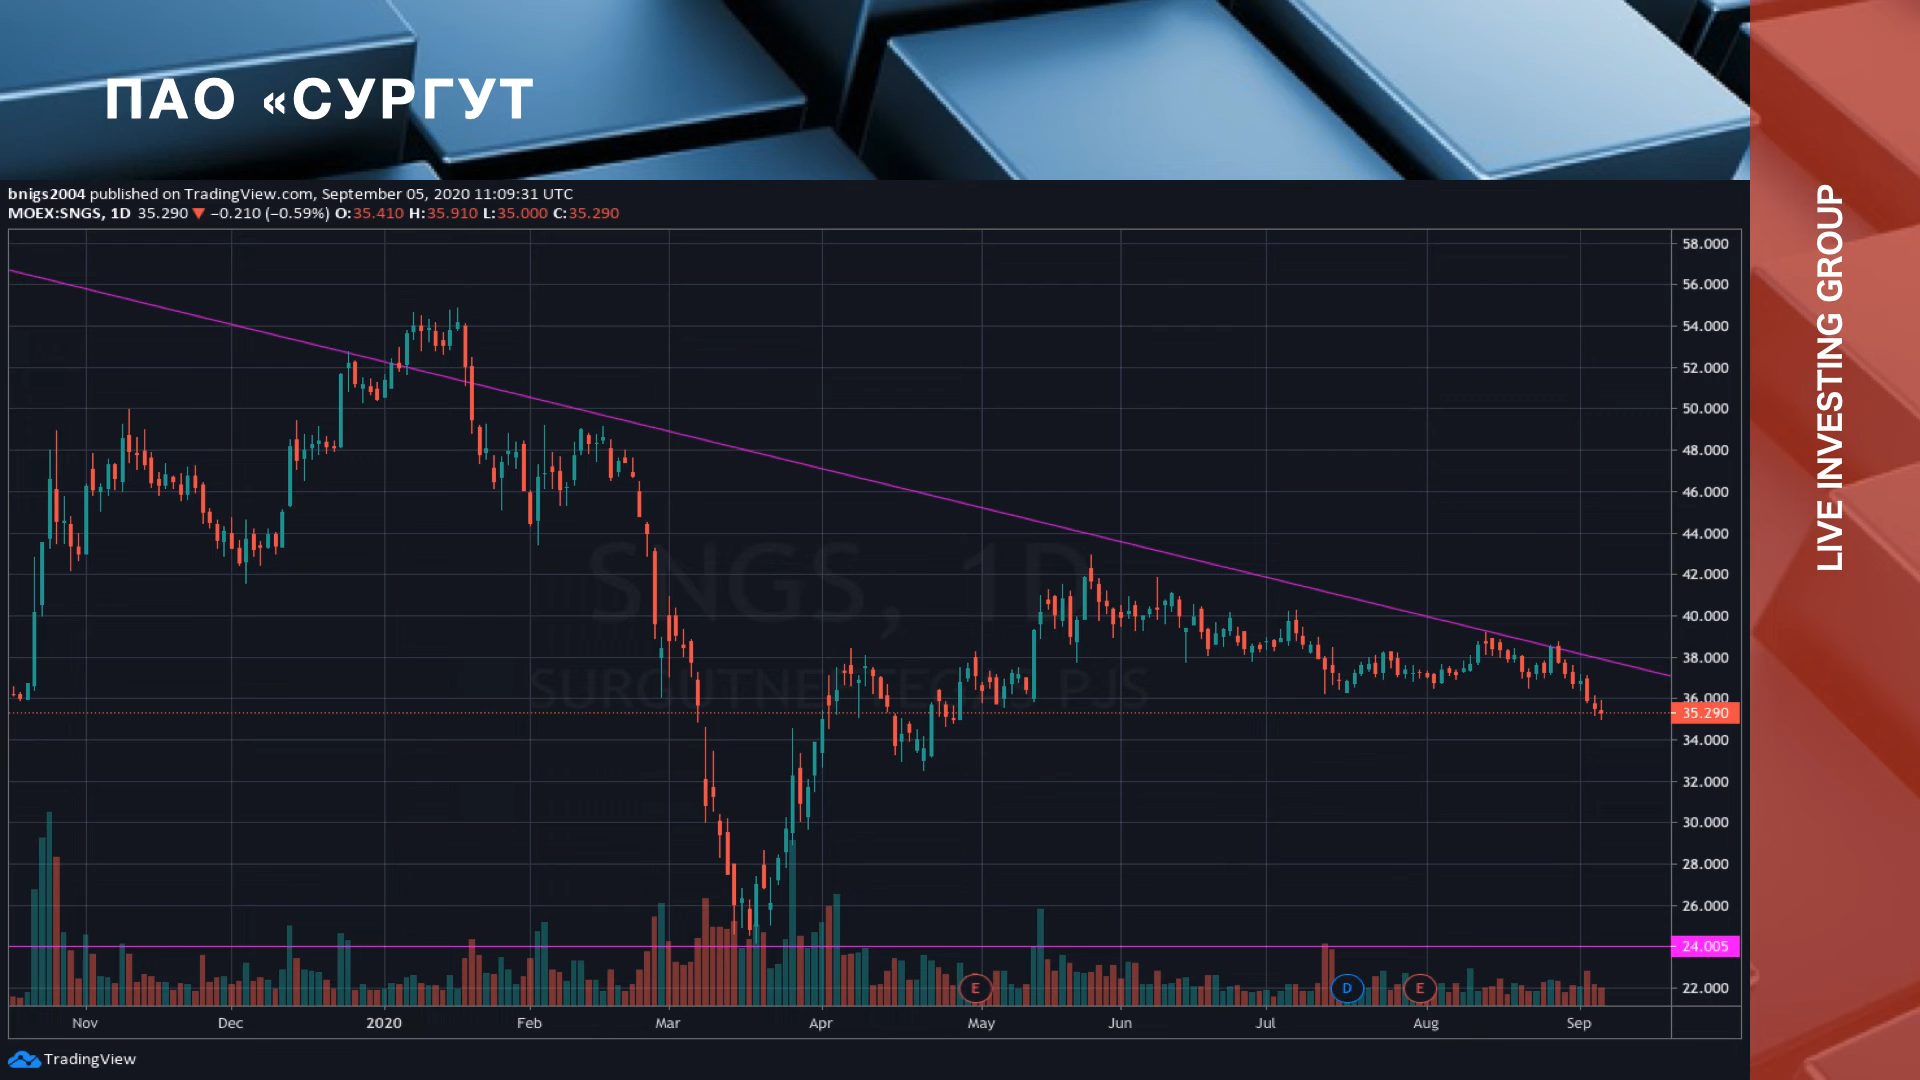 ПАО «СУРГУТ
LIVE INVESTING GROUP
bnigs2004 published on TradingView.com, September 05, 2020 11:09:31 UTC
MOEX:SNGS, 1D 35.290 ▼ −0.210 (−0.59%) O:35.410 H:35.910 L:35.000 C:35.290
58.000
56.000
54.000
52.000
50.000
48.000
46.000
44.000
42.000
40.000
38.000
36.000
35.290
34.000
32.000
30.000
28.000
26.000
24.005
22.000
SNGS, 1D
PJS
E
D
E
Nov Dec 2020 Feb Mar Apr May Jun Jul Aug Sep
TradingView